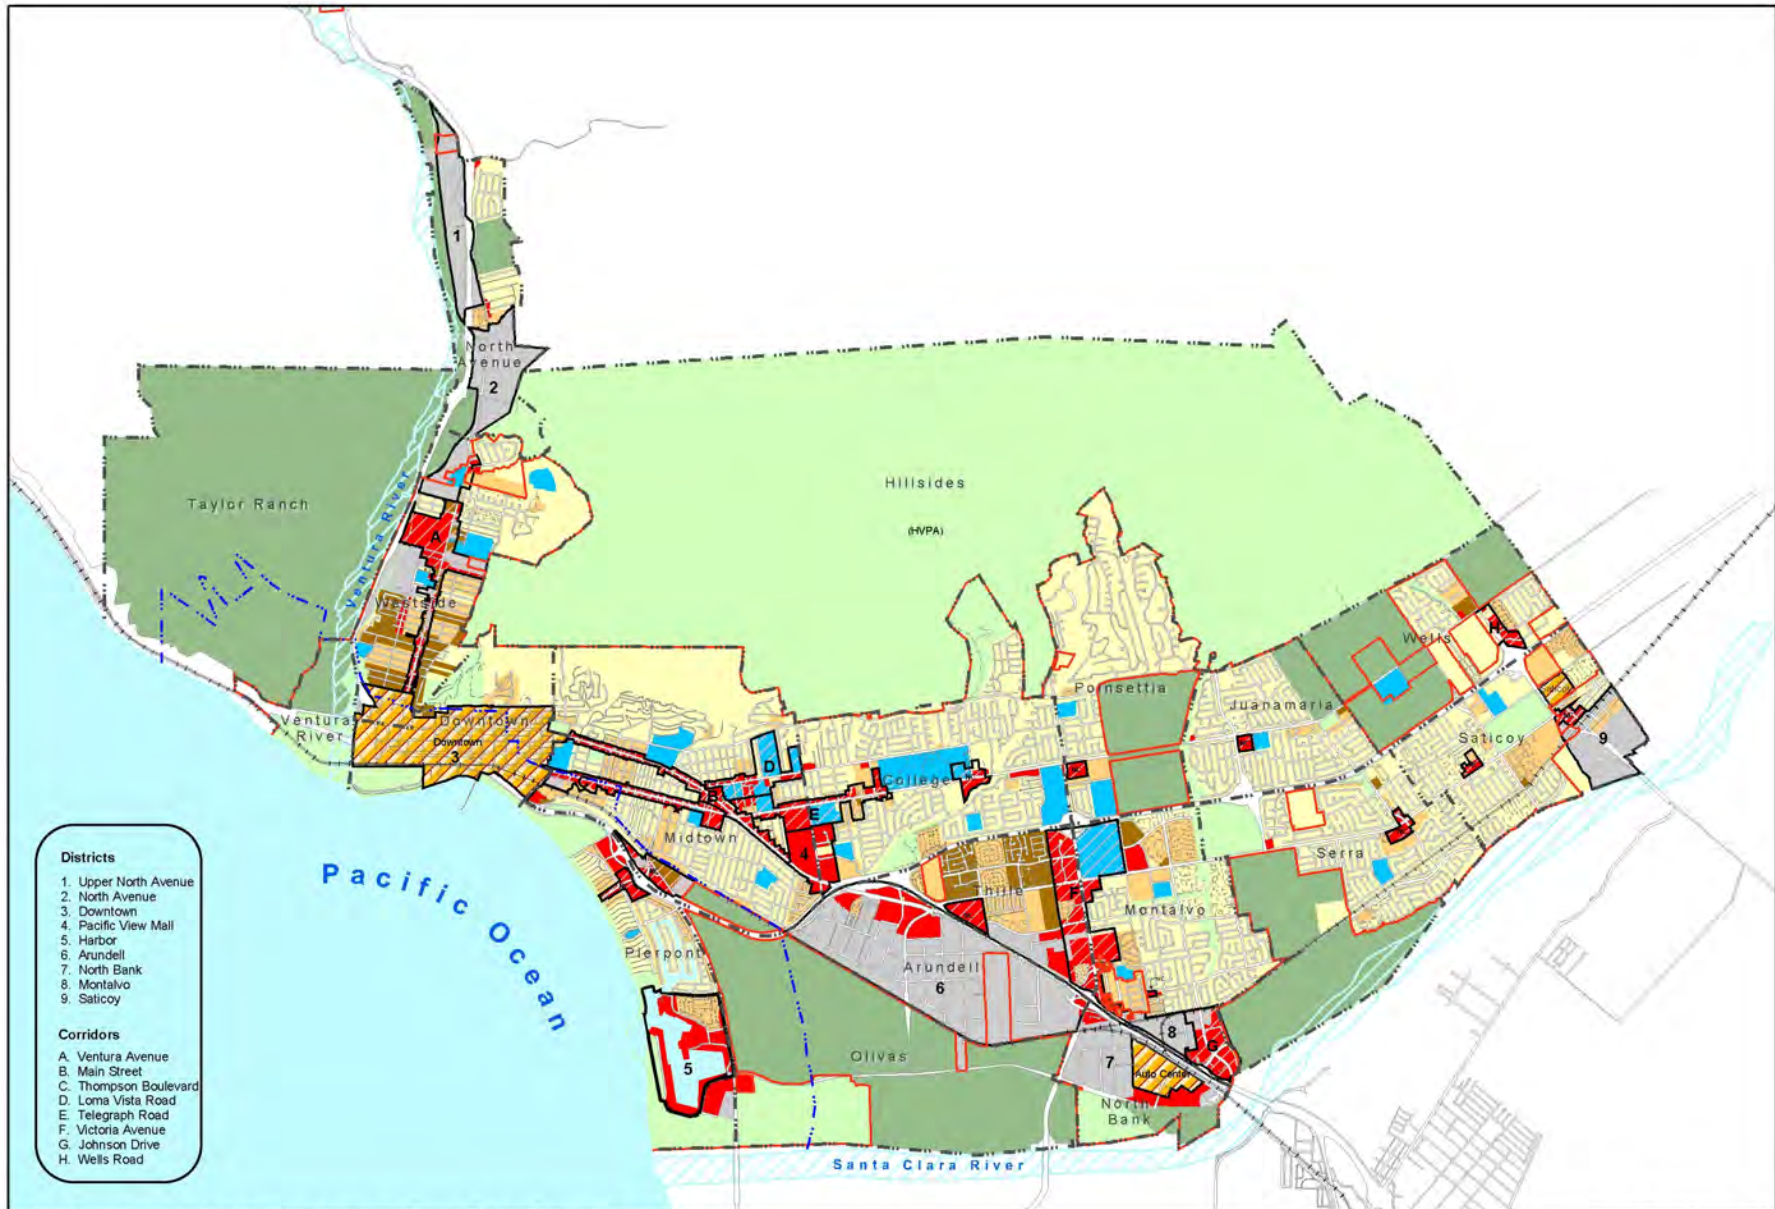 1
North
Avenue
2
Taylor Ranch
Ventura River
Hillsides
(HVPA)
A
Westside
H
Wells
Poinsettia
Juanamaria
Saticoy
9
Ventura
River
Downtown
Downtown
3
D
College
B
E
Midtown
4
Serra
Thille
F
Montalvo
Pacific Ocean
Pierpont
Arundell
6
8
G
Olivas
7
Auto Center
5
North
Bank
Santa Clara River
Districts
1. Upper North Avenue
2. North Avenue
3. Downtown
4. Pacific View Mall
5. Harbor
6. Arundell
7. North Bank
8. Montalvo
9. Saticoy
Corridors
A. Ventura Avenue
B. Main Street
C. Thompson Boulevard
D. Loma Vista Road
E. Telegraph Road
F. Victoria Avenue
G. Johnson Drive
H. Wells Road